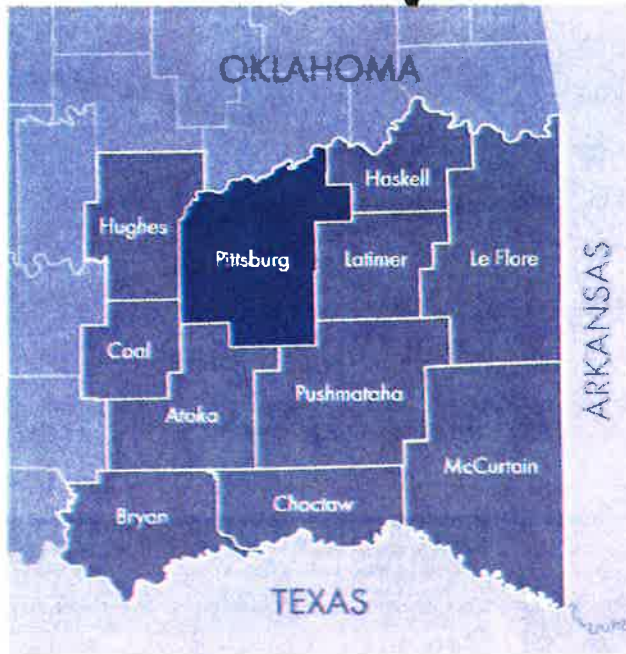 OKLAHOMA
Haskell
Hughes
Pittsburg
Latimer
Le Flore
ARKANSAS
Coal
Pushmataha
Atoka
McCurtain
Choctaw
Bryan
TEXAS